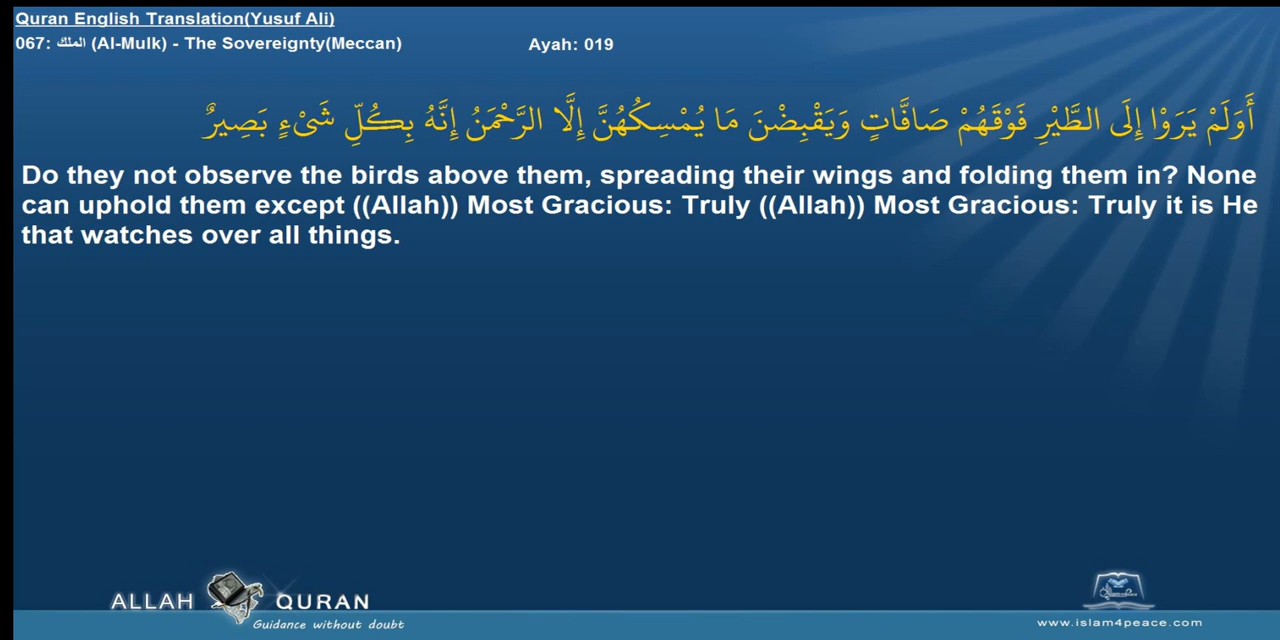 Quran English Translation(Yusuf Ali)
067: الملك (Al-Mulk) - The Sovereignty(Meccan) Ayah: 019
أَوَلَمْ يَرَوْا إِلَى الطَّيْرِ فَوْقَهُمْ صَافَّاتٍ وَيَقْبِضْنَ مَا يُمْسِكُهُنَّ إِلَّا الرَّحْمَنُ إِنَّهُ بِكُلِّ شَىْءٍ بَصِيرٌ
Do they not observe the birds above them, spreading their wings and folding them in? None
can uphold them except ((Allah)) Most Gracious: Truly ((Allah)) Most Gracious: Truly it is He
that watches over all things.
ALLAH QURAN
Guidance without doubt
www.islam4peace.com